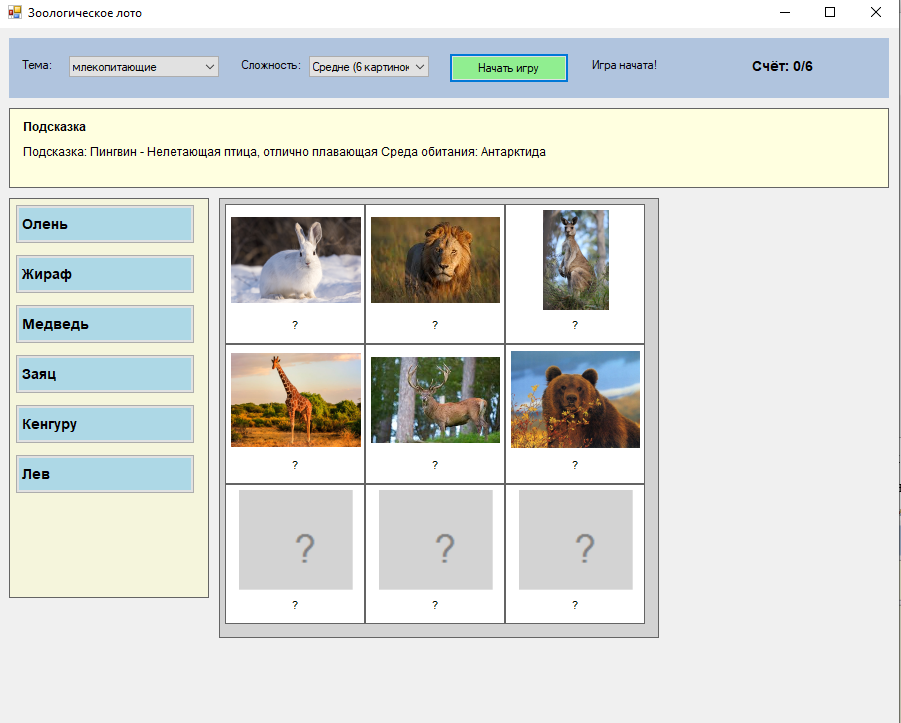 Зоологическое лото
Тема: млекопитающие Сложность: Средне (6 картинок Начать игру Игра начата! Счёт: 0/6
Подсказка
Подсказка: Пингвин - Нелетающая птица, отлично плавающая Среда обитания: Антарктида
Олень
Жираф
Медведь
Заяц
Кенгуру
Лев
? ? ?
? ? ?
? ? ?
? ? ?